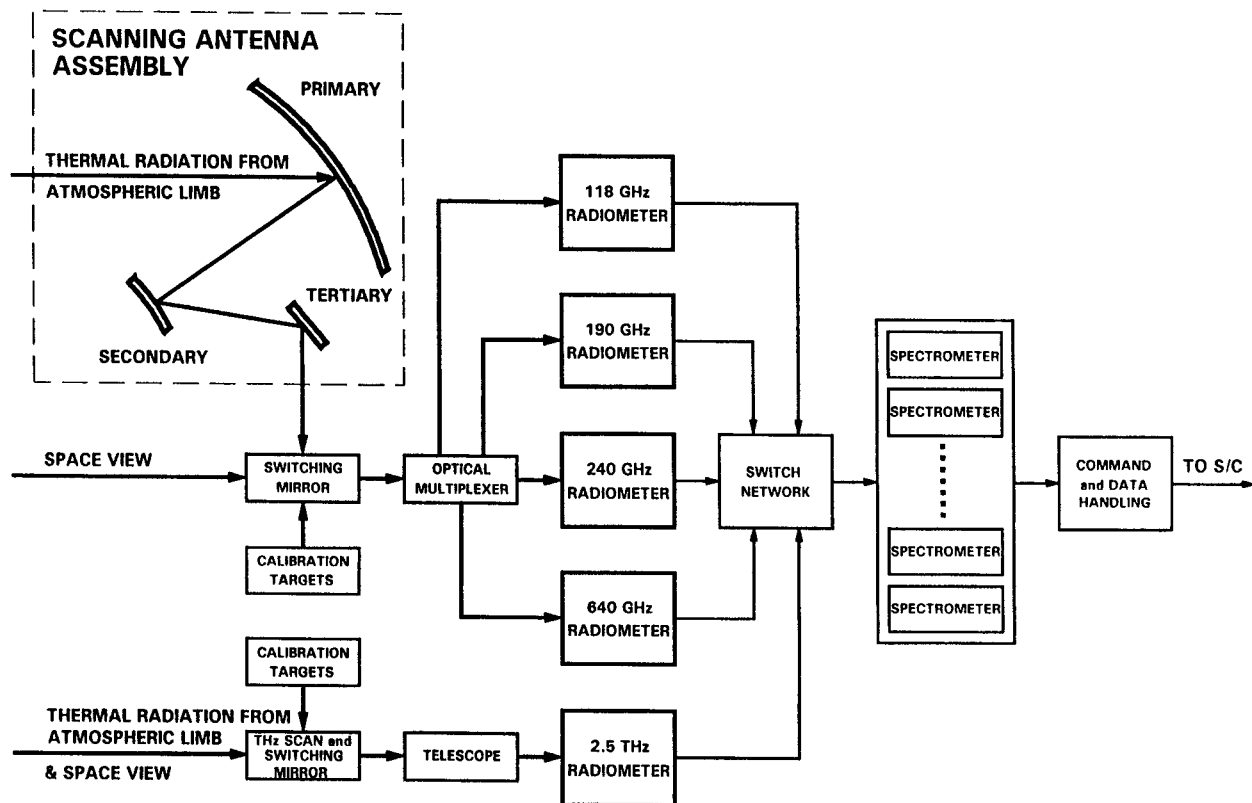 SCANNING ANTENNA
ASSEMBLY
PRIMARY
THERMAL RADIATION FROM
ATMOSPHERIC LIMB
TERTIARY
SECONDARY
SPACE VIEW
SWITCHING
MIRROR
OPTICAL
MULTIPLEXER
CALIBRATION
TARGETS
118 GHz
RADIOMETER
190 GHz
RADIOMETER
240 GHz
RADIOMETER
640 GHz
RADIOMETER
SWITCH
NETWORK
SPECTROMETER
SPECTROMETER
SPECTROMETER
SPECTROMETER
COMMAND
and DATA
HANDLING
TO S/C
CALIBRATION
TARGETS
THERMAL RADIATION FROM
ATMOSPHERIC LIMB
& SPACE VIEW
THz SCAN and
SWITCHING
MIRROR
TELESCOPE
2.5 THz
RADIOMETER